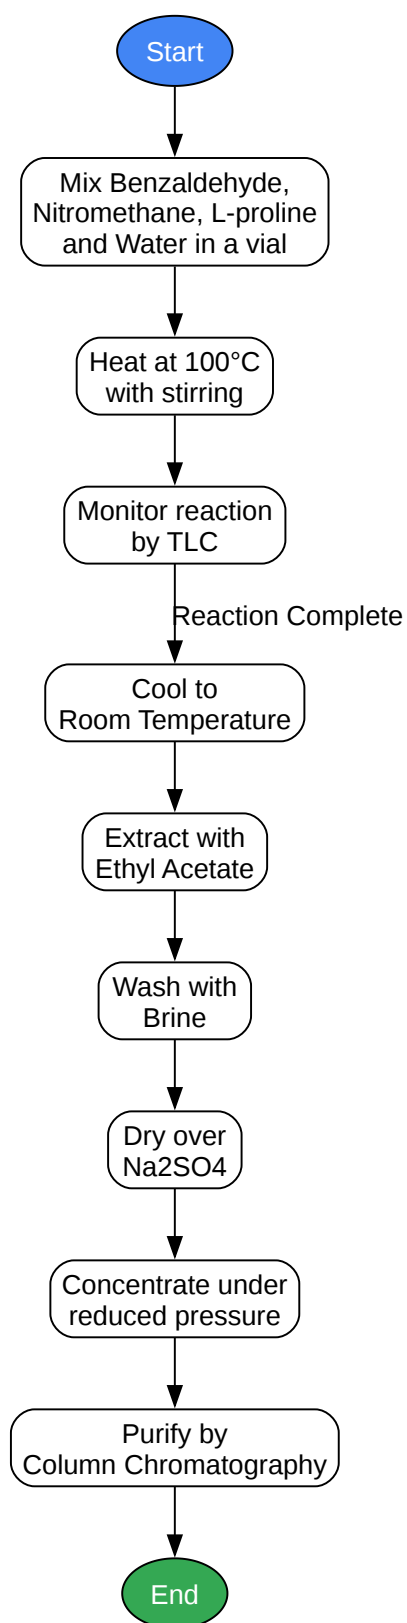 Start
Mix Benzaldehyde,
Nitromethane, L-proline
and Water in a vial
Heat at 100°C
with stirring
Monitor reaction
by TLC
Reaction Complete
Cool to
Room Temperature
Extract with
Ethyl Acetate
Wash with
Brine
Dry over
Na2SO4
Concentrate under
reduced pressure
Purify by
Column Chromatography
End